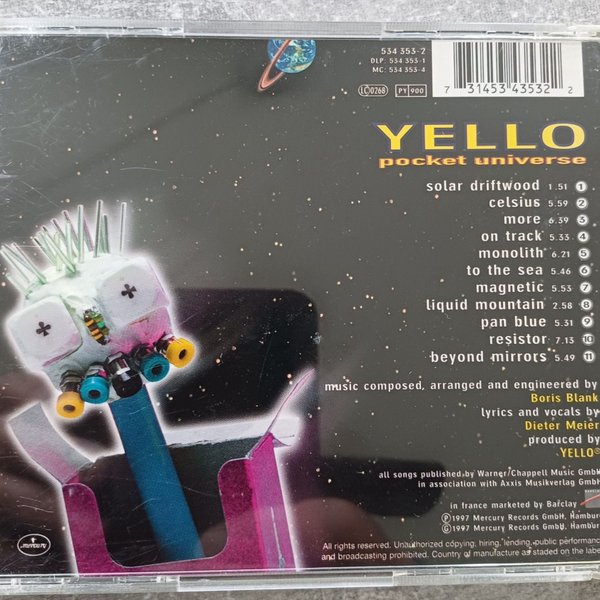 534 353-2
DLP: 534 353-1
MC: 534 353-4
LC 0268
PY 900
7 31453 43532 2
YELLO
pocket universe
solar driftwood 1.51 1
celsius 5.59 2
more 6.39 3
on track 5.33 4
monolith 6.21 5
to the sea 5.46 6
magnetic 5.53 7
liquid mountain 2.58 8
pan blue 5.31 9
resistor 7.13 10
beyond mirrors 5.49 11
music composed, arranged and engineered by
Boris Blank
lyrics and vocals by
Dieter Meier
produced by
YELLO
all songs published by Warner/Chappell Music GmbH
in association with Axxis Musikverlag GmbH
in france marketed by Barclay
℗ 1997 Mercury Records GmbH, Hamburg
© 1997 Mercury Records GmbH, Hamburg
All rights reserved. Unauthorized copying, hiring, lending, public performance
and broadcasting prohibited. Country of manufacture as staded on the label
mercury